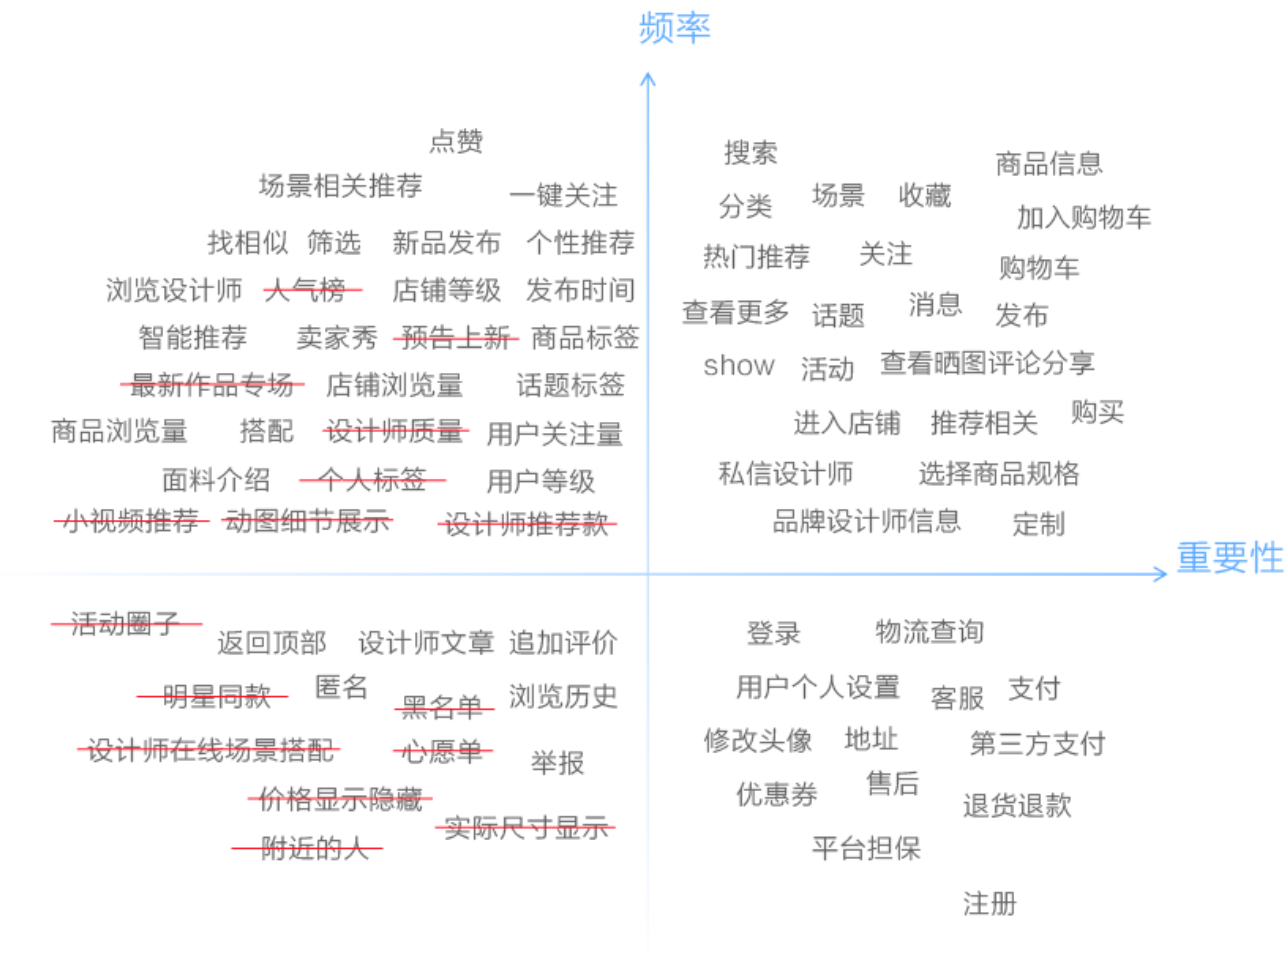 频率
点赞
场景相关推荐 一键关注
找相似 筛选 新品发布 个性推荐
浏览设计师 人气榜 店铺等级 发布时间
智能推荐 卖家秀 预告上新 商品标签
最新作品专场 店铺浏览量 话题标签
商品浏览量 搭配 设计师质量 用户关注量
面料介绍 个人标签 用户等级
小视频推荐 动图细节展示 设计师推荐款
搜索 商品信息
分类 场景 收藏 加入购物车
热门推荐 关注 购物车
查看更多 话题 消息 发布
show 活动 查看晒图评论分享
进入店铺 推荐相关 购买
私信设计师 选择商品规格
品牌设计师信息 定制
重要性
活动圈子 返回顶部 设计师文章 追加评价
明星同款 匿名 黑名单 浏览历史
设计师在线场景搭配 心愿单 举报
价格显示隐藏
实际尺寸显示
附近的人
登录 物流查询
用户个人设置 客服 支付
修改头像 地址 第三方支付
优惠券 售后 退货退款
平台担保
注册